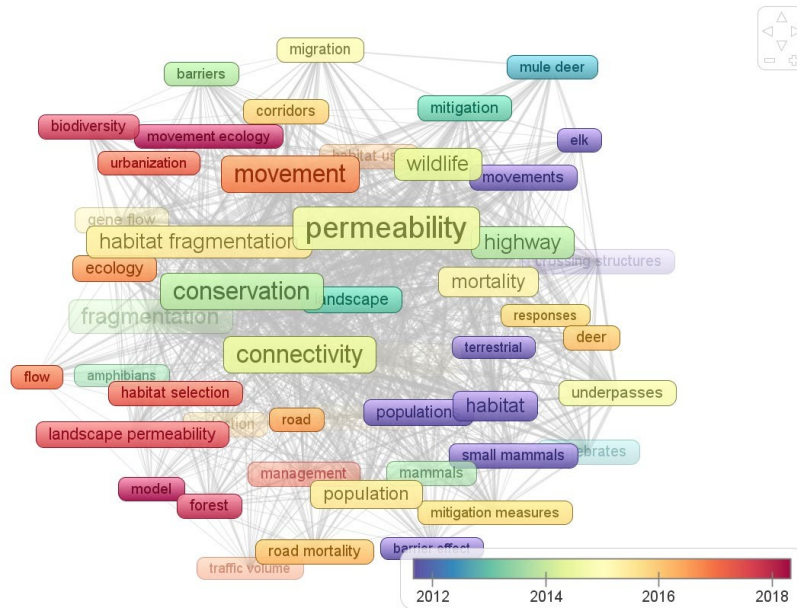 migration
barriers
mule deer
corridors
mitigation
biodiversity
movement ecology
elk
habitat use
urbanization
wildlife
movement
movements
gene flow
permeability
habitat fragmentation
highway
crossing structures
ecology
mortality
conservation
landscape
fragmentation
responses
deer
terrestrial
connectivity
flow
amphibians
habitat selection
underpasses
population
habitat
road
landscape permeability
small mammals
management
mammals
model
population
forest
mitigation measures
road mortality
barrier effect
traffic volume
2012
2014
2016
2018